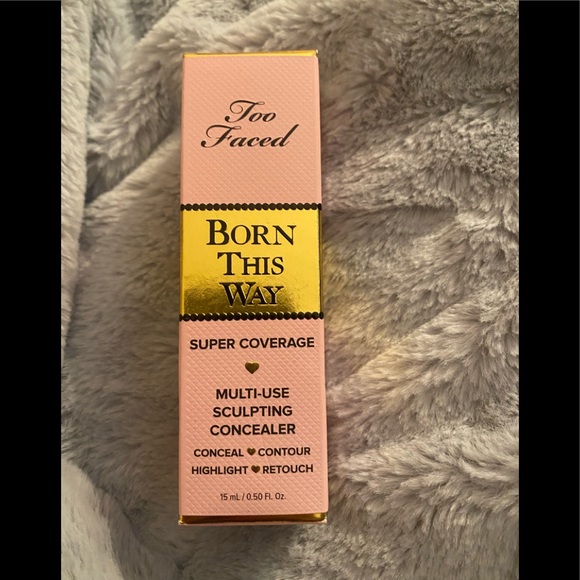 Too
Faced
BORN
THIS
WAY
SUPER COVERAGE
MULTI-USE
SCULPTING
CONCEALER
CONCEAL ♥ CONTOUR
HIGHLIGHT ♥ RETOUCH
15 mL / 0.50 Fl. Oz.